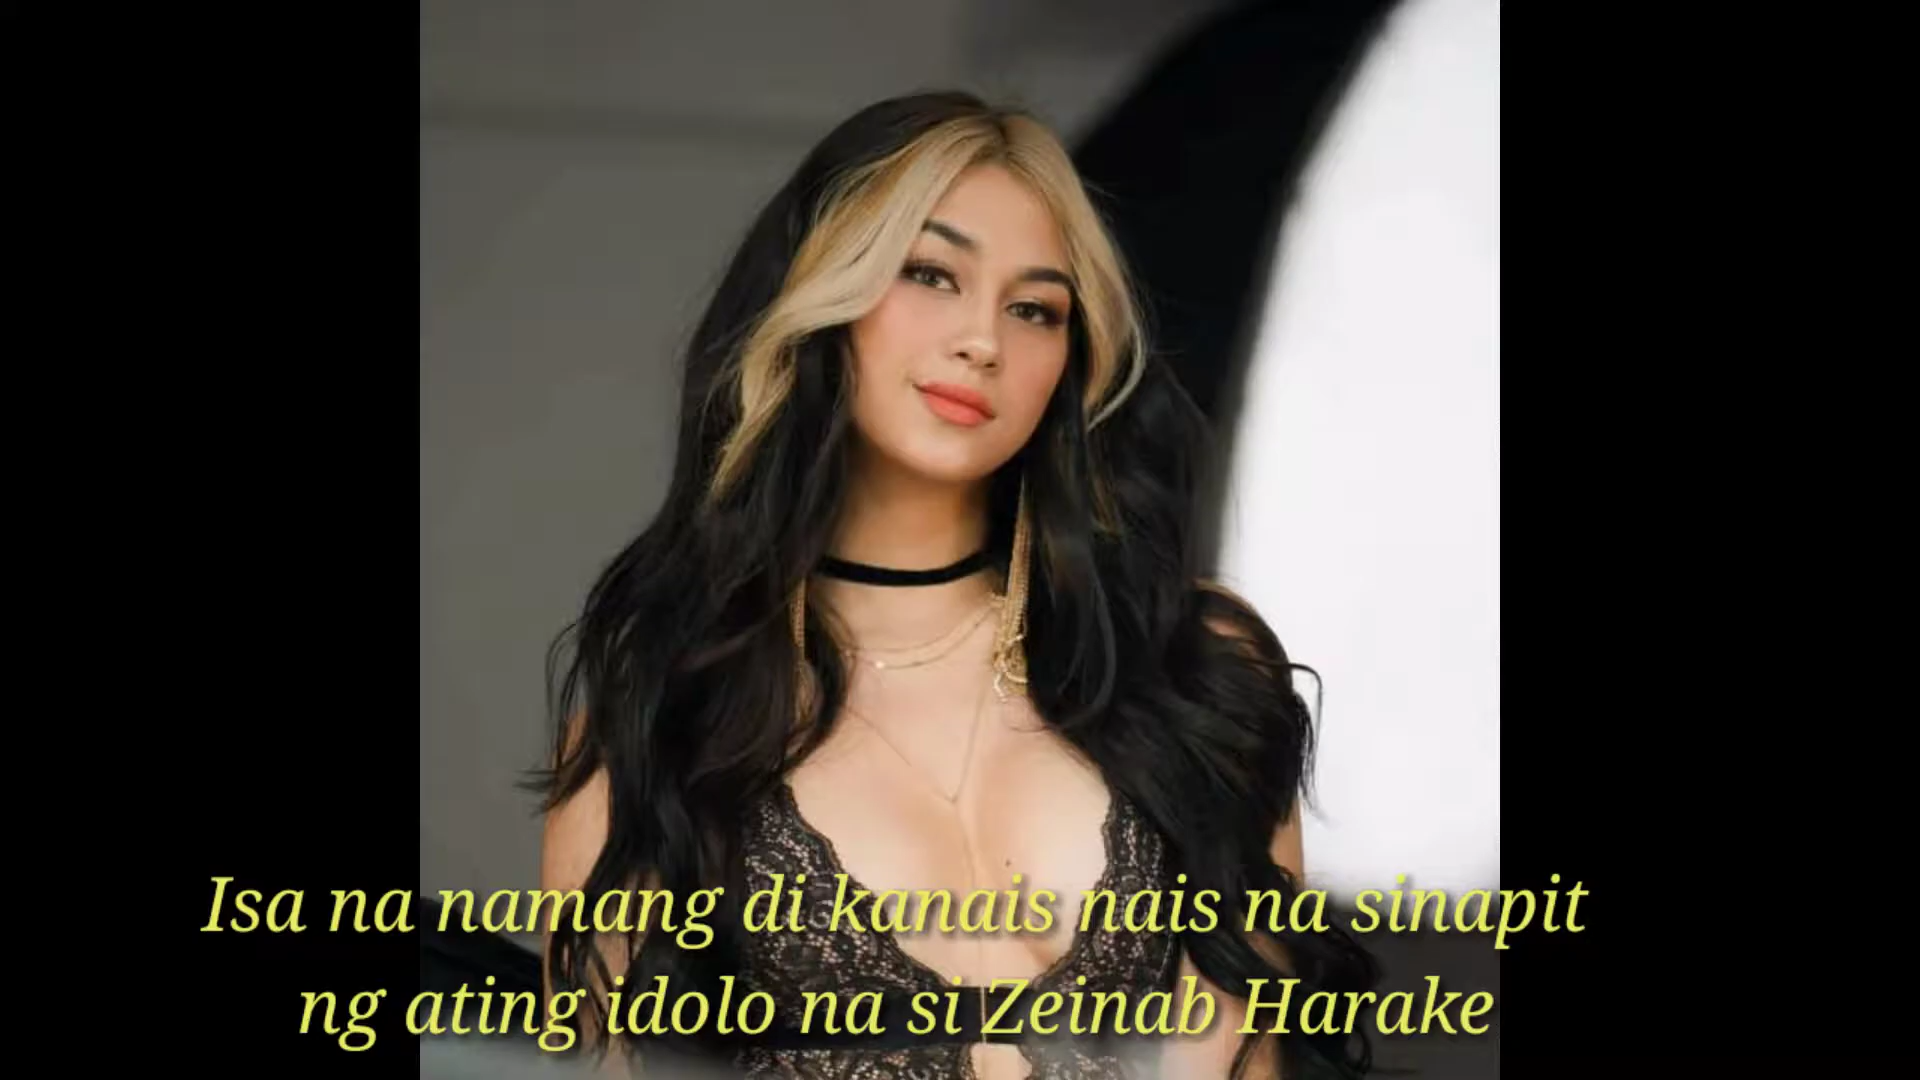 Isa na namang di kanais nais na sinapit
ng ating idolo na si Zeinab Harake